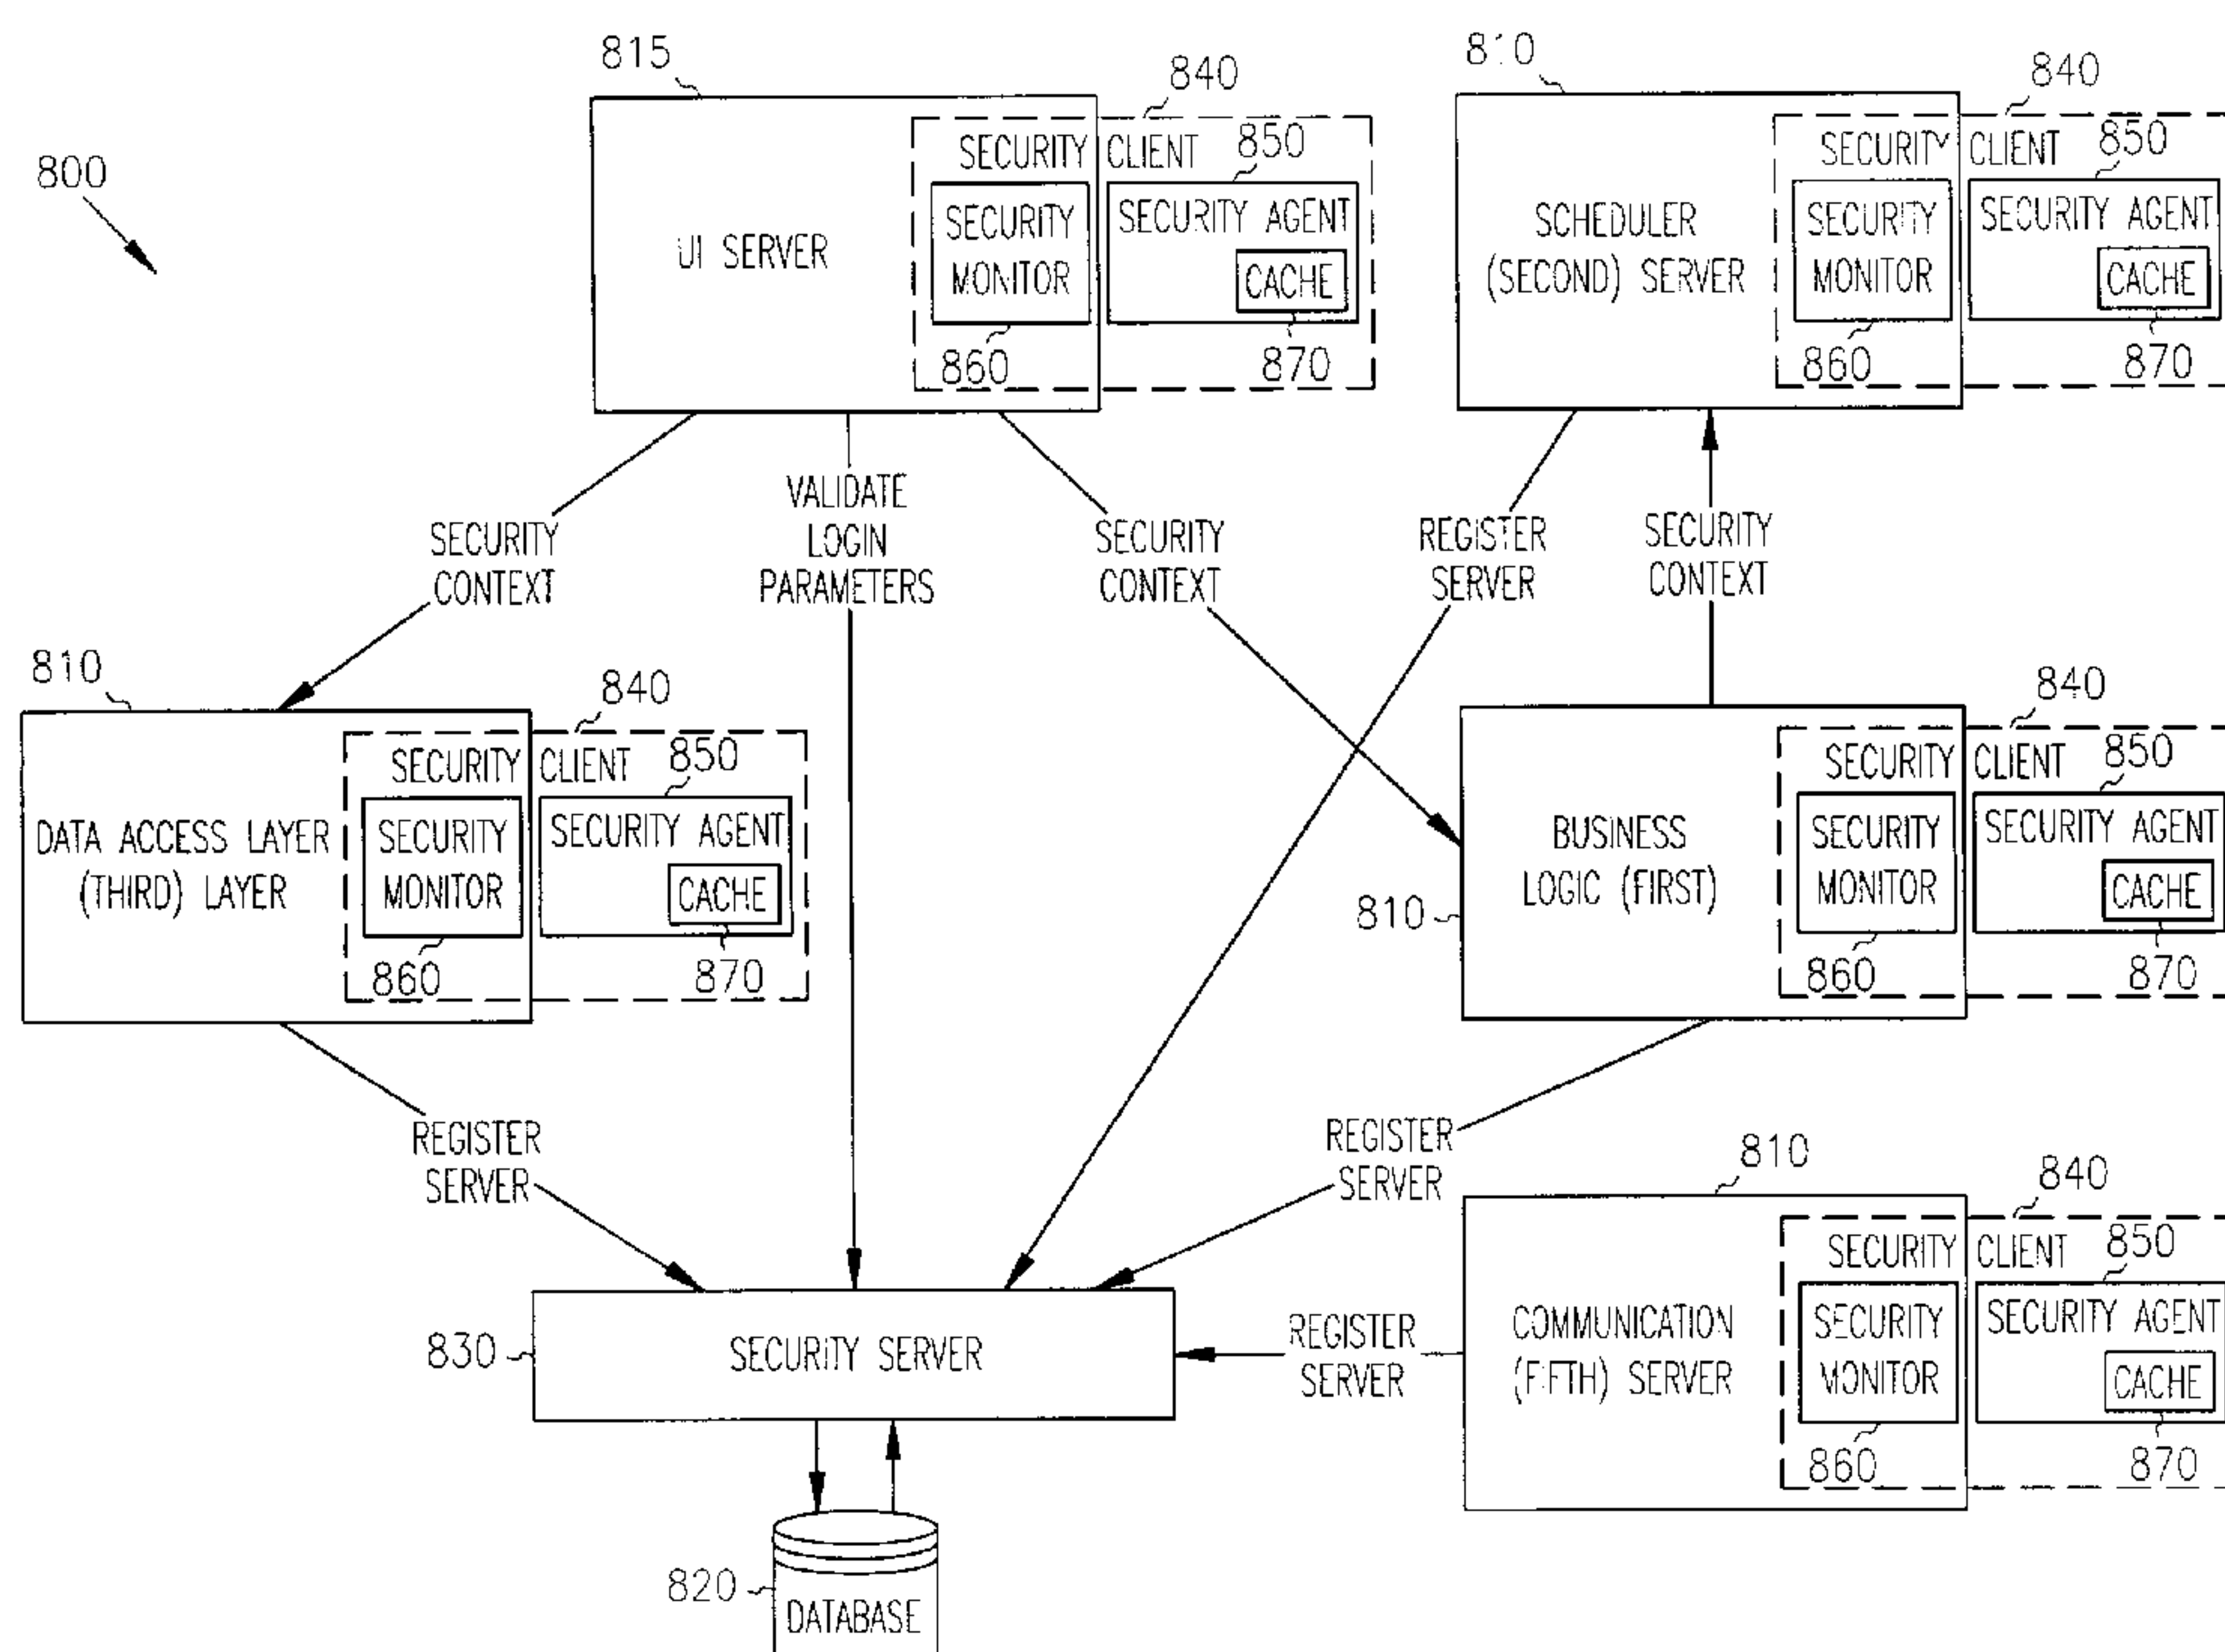 800
815
840
UI SERVER
SECURITY CLIENT
850
SECURITY
MONITOR
SECURITY AGENT
CACHE
860
870
810
840
SCHEDULER
(SECOND) SERVER
SECURITY CLIENT
850
SECURITY
MONITOR
SECURITY AGENT
CACHE
860
870
SECURITY
CONTEXT
VALIDATE
LOGIN
PARAMETERS
SECURITY
CONTEXT
REGISTER
SERVER
SECURITY
CONTEXT
810
840
DATA ACCESS LAYER
(THIRD) LAYER
SECURITY CLIENT
850
SECURITY
MONITOR
SECURITY AGENT
CACHE
860
870
840
BUSINESS
LOGIC (FIRST)
810
SECURITY CLIENT
850
SECURITY
MONITOR
SECURITY AGENT
CACHE
860
870
REGISTER
SERVER
REGISTER
SERVER
810
840
COMMUNICATION
(FIFTH) SERVER
SECURITY CLIENT
850
SECURITY
MONITOR
SECURITY AGENT
CACHE
860
870
REGISTER
SERVER
830
SECURITY SERVER
820
DATABASE